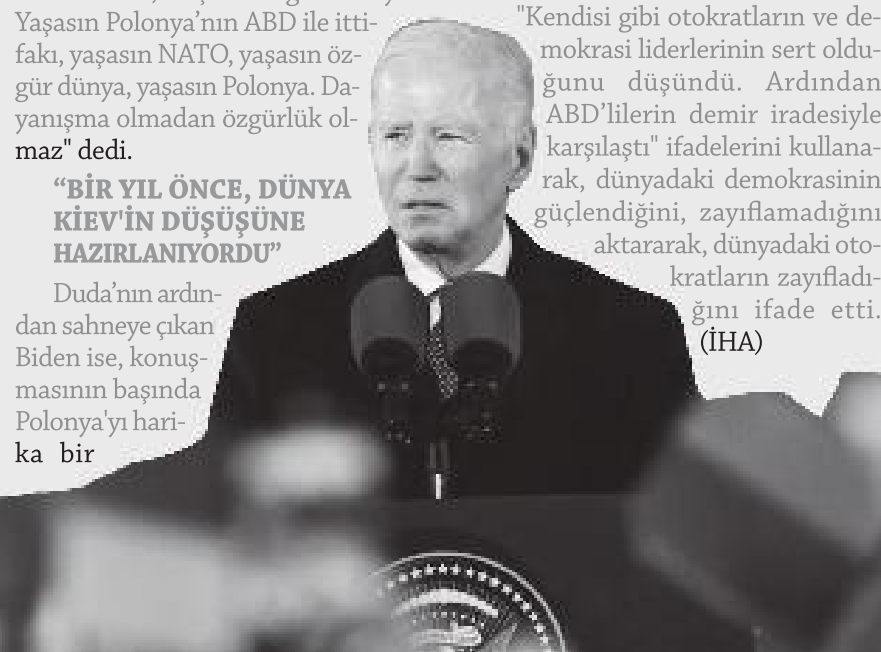 Yaşasın Polonya’nın ABD ile itti-
fakı, yaşasın NATO, yaşasın öz-
gür dünya, yaşasın Polonya. Da-
yanışma olmadan özgürlük ol-
maz" dedi.
“BİR YIL ÖNCE, DÜNYA
KİEV'İN DÜŞÜŞÜNE
HAZIRLANIYORDU”
Duda’nın ardın-
dan sahneye çıkan
Biden ise, konuş-
masının başında
Polonya'yı hari-
ka bir
"Kendisi gibi otokratların ve de-
mokrasi liderlerinin sert oldu-
ğunu düşündü. Ardından
ABD’lilerin demir iradesiyle
karşılaştı" ifadelerini kullana-
rak, dünyadaki demokrasinin
güçlendiğini, zayıflamadığını
aktararak, dünyadaki oto-
kratların zayıfladı-
ğını ifade etti.
(İHA)